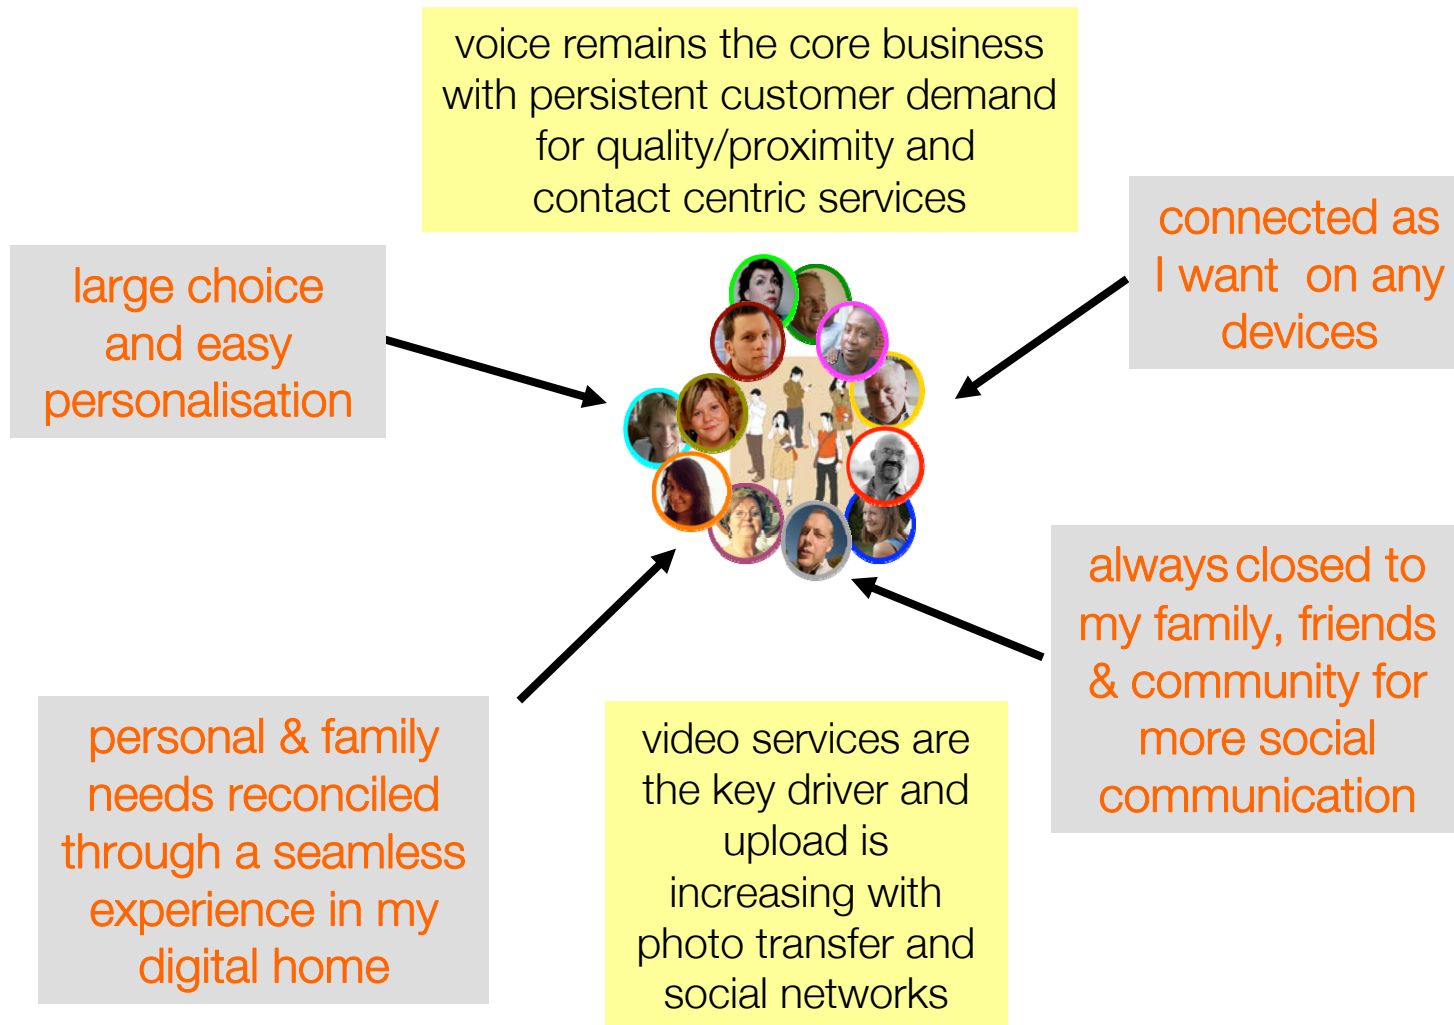 voice remains the core business
with persistent customer demand
for quality/proximity and
contact centric services
connected as
I want on any
devices
large choice
and easy
personalisation
always closed to
my family, friends
& community for
more social
communication
personal & family
needs reconciled
through a seamless
experience in my
digital home
video services are
the key driver and
upload is
increasing with
photo transfer and
social networks